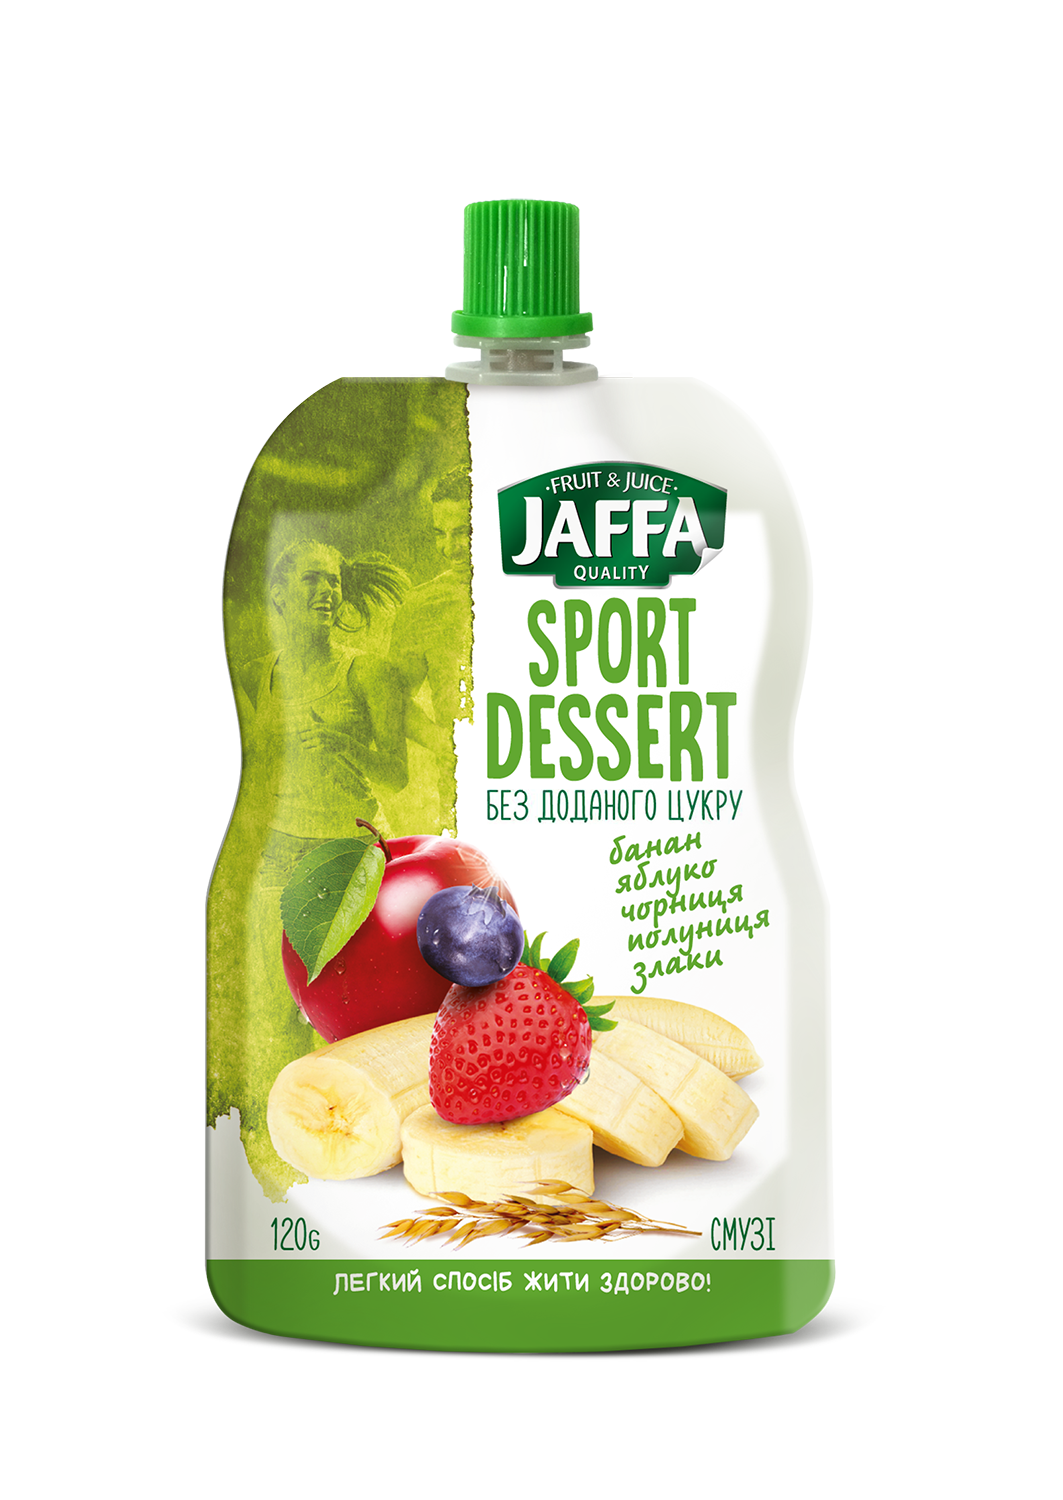 ·FRUIT & JUICE·
JAFFA
QUALITY
SPORT
DESSERT
БЕЗ ДОДАНОГО ЦУКРУ
банан
яблуко
чорниця
полуниця
злаки
120G
СМУЗІ
ЛЕГКИЙ СПОСІБ ЖИТИ ЗДОРОВО!